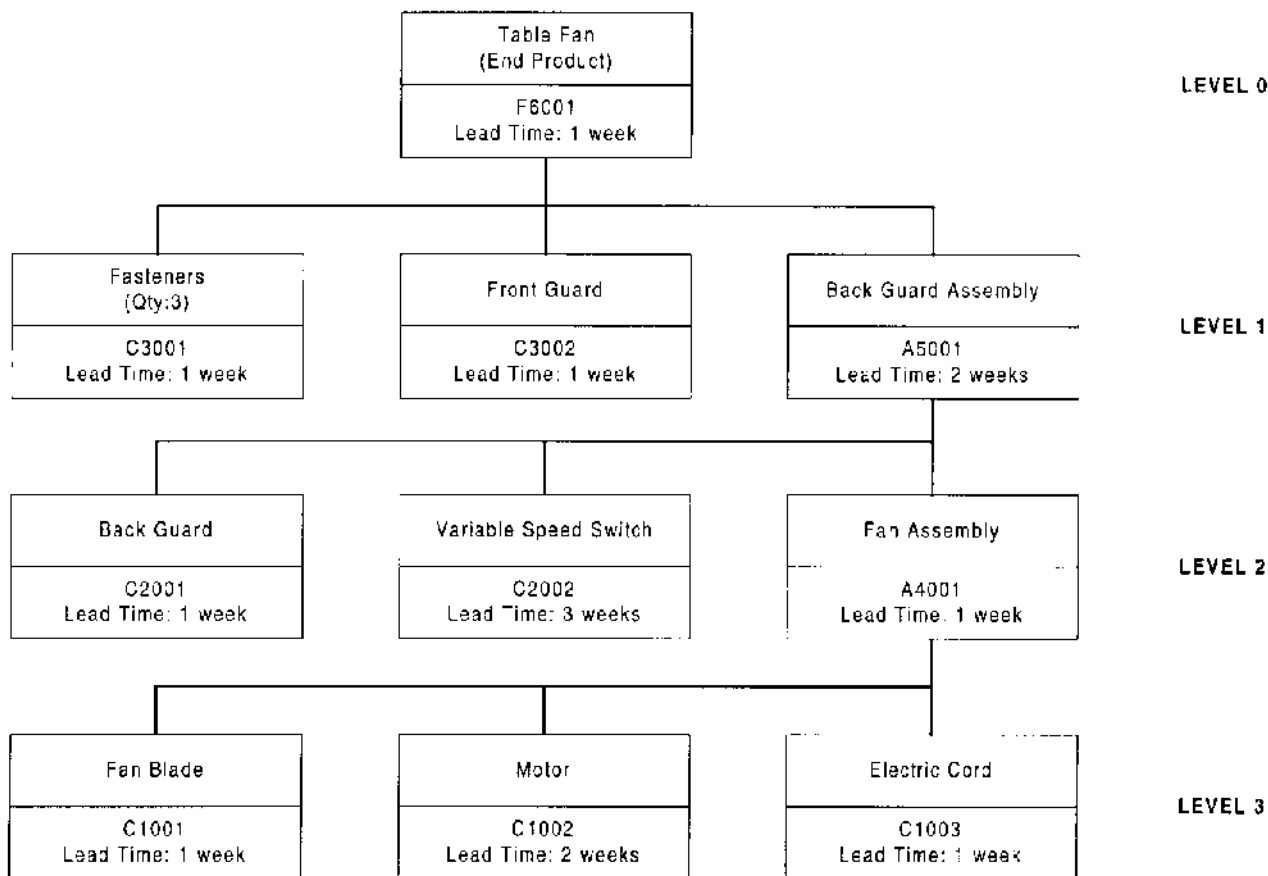 Table Fan
(End Product)
F6001
Lead Time: 1 week
LEVEL 0
Fasteners
(Qty:3)
C3001
Lead Time: 1 week
Front Guard
C3002
Lead Time: 1 week
Back Guard Assembly
A5001
Lead Time: 2 weeks
LEVEL 1
Back Guard
C2001
Lead Time: 1 week
Variable Speed Switch
C2002
Lead Time: 3 weeks
Fan Assembly
A4001
Lead Time: 1 week
LEVEL 2
Fan Blade
C1001
Lead Time: 1 week
Motor
C1002
Lead Time: 2 weeks
Electric Cord
C1003
Lead Time: 1 week
LEVEL 3